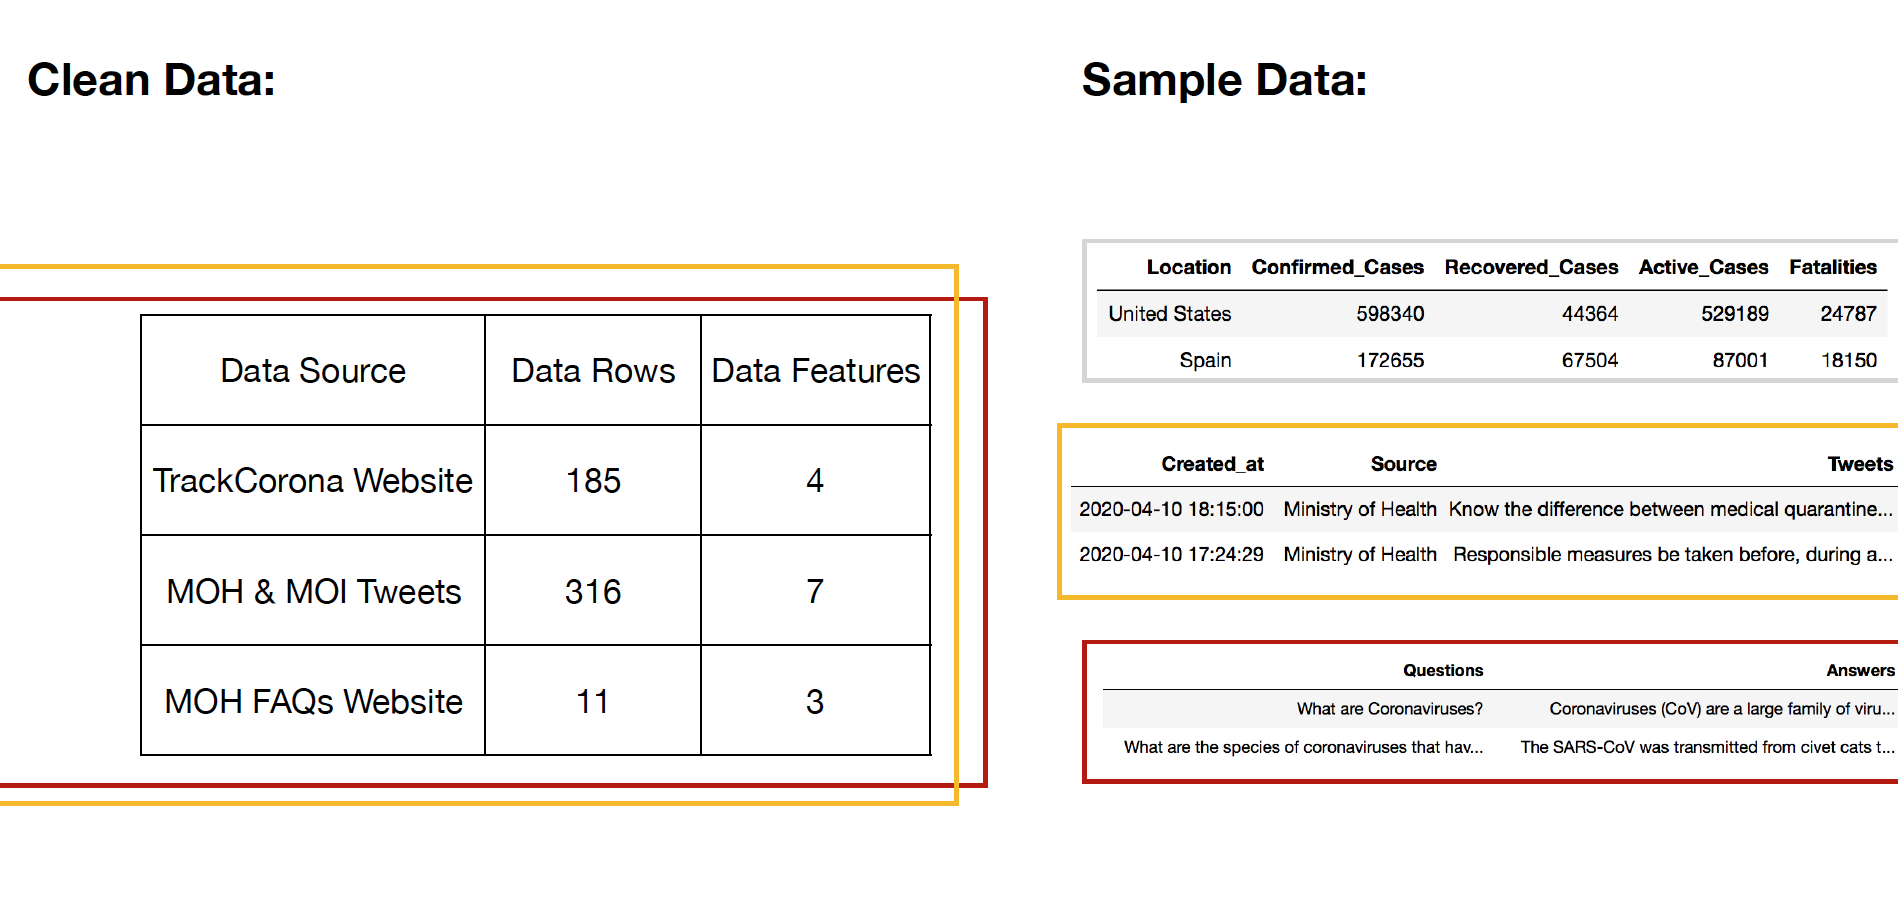 Clean Data:
Data Source Data Rows Data Features
TrackCorona Website 185 4
MOH & MOI Tweets 316 7
MOH FAQs Website 11 3
Sample Data:
Location Confirmed_Cases Recovered_Cases Active_Cases Fatalities
United States 598340 44364 529189 24787
Spain 172655 67504 87001 18150
Created_at Source Tweets
2020-04-10 18:15:00 Ministry of Health Know the difference between medical quarantine...
2020-04-10 17:24:29 Ministry of Health Responsible measures be taken before, during a...
Questions Answers
What are Coronaviruses? Coronaviruses (CoV) are a large family of viru...
What are the species of coronaviruses that hav... The SARS-CoV was transmitted from civet cats t...